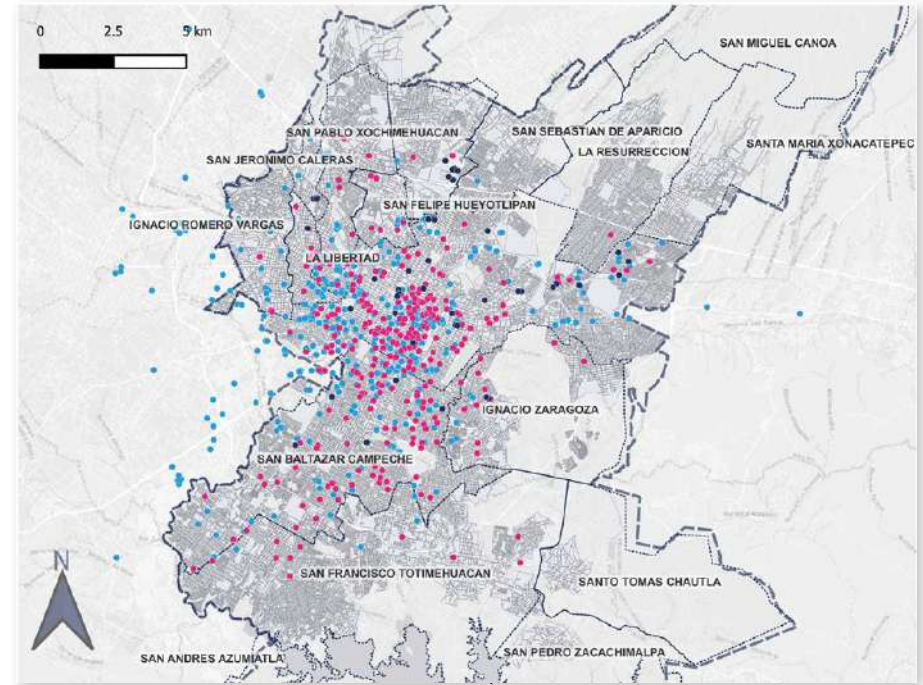 0 2.5 5 km
SAN MIGUEL CANOA
SAN PABLO XOCHIMEHUACAN
SAN SEBASTIAN DE APARICIO
LA RESURRECCION
SANTA MARIA XONACATEPEC
SAN JERONIMO CALERAS
SAN FELIPE HUEYOTLIPAN
IGNACIO ROMERO VARGAS
LA LIBERTAD
IGNACIO ZARAGOZA
SAN BALTAZAR CAMPECHE
N
SAN FRANCISCO TOTIMEHUACAN
SANTO TOMAS CHAUTLA
SAN ANDRES AZUMIATLA
SAN PEDRO ZACACHIMALPA